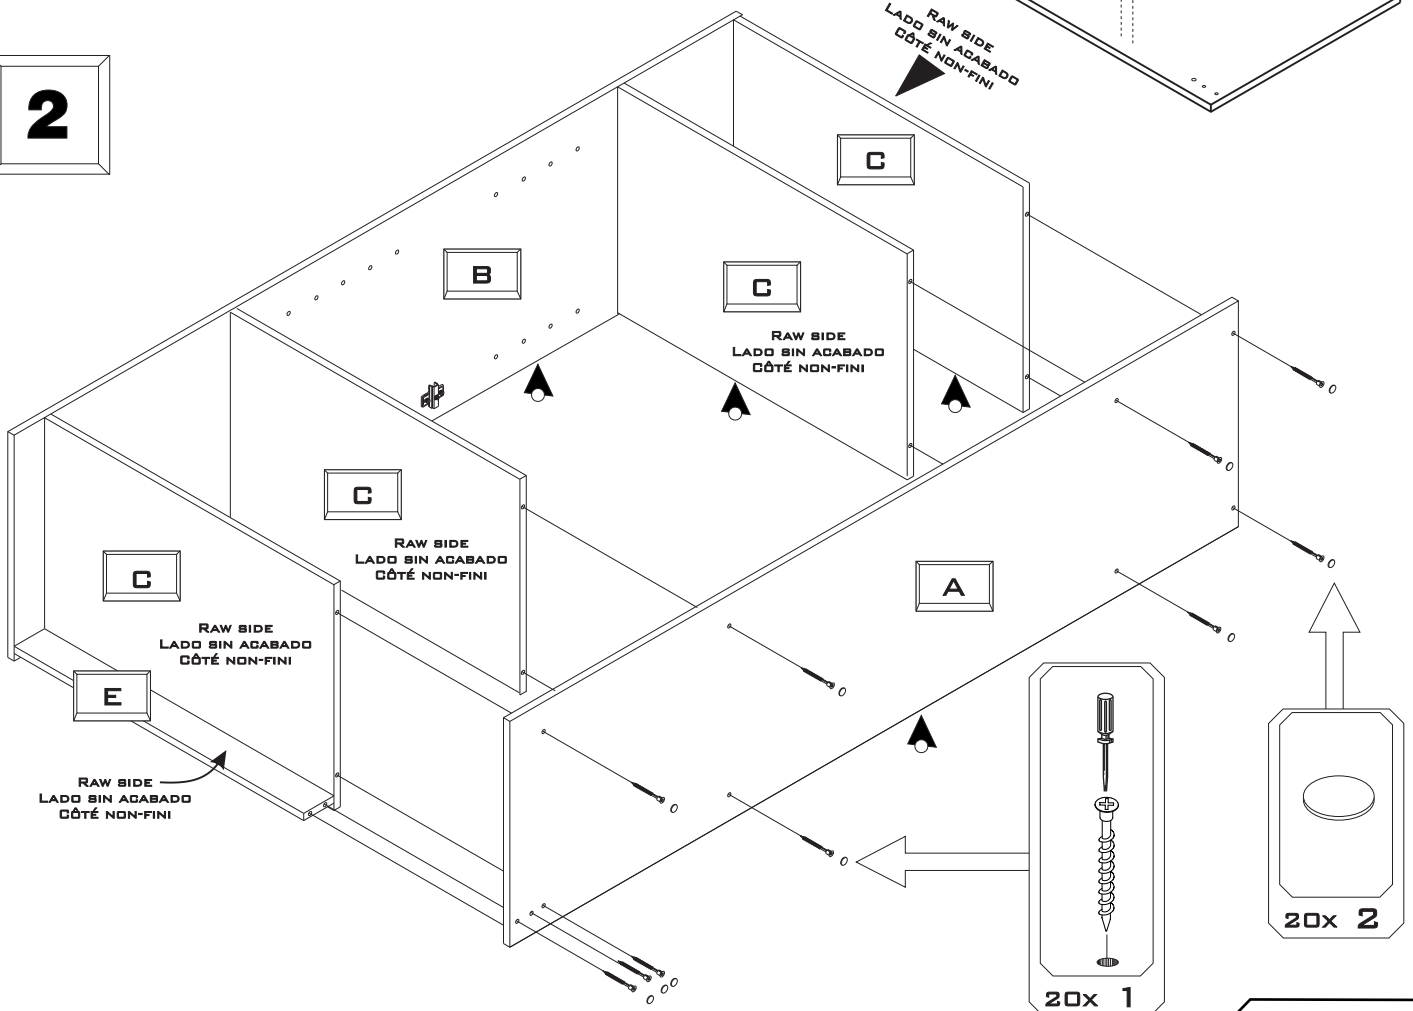 2
RAW SIDE
LADO SIN ACABADO
CÔTÉ NON-FINI
C
B
C
RAW SIDE
LADO SIN ACABADO
CÔTÉ NON-FINI
C
RAW SIDE
LADO SIN ACABADO
CÔTÉ NON-FINI
C
RAW SIDE
LADO SIN ACABADO
CÔTÉ NON-FINI
A
E
RAW SIDE
LADO SIN ACABADO
CÔTÉ NON-FINI
20x 2
20x 1